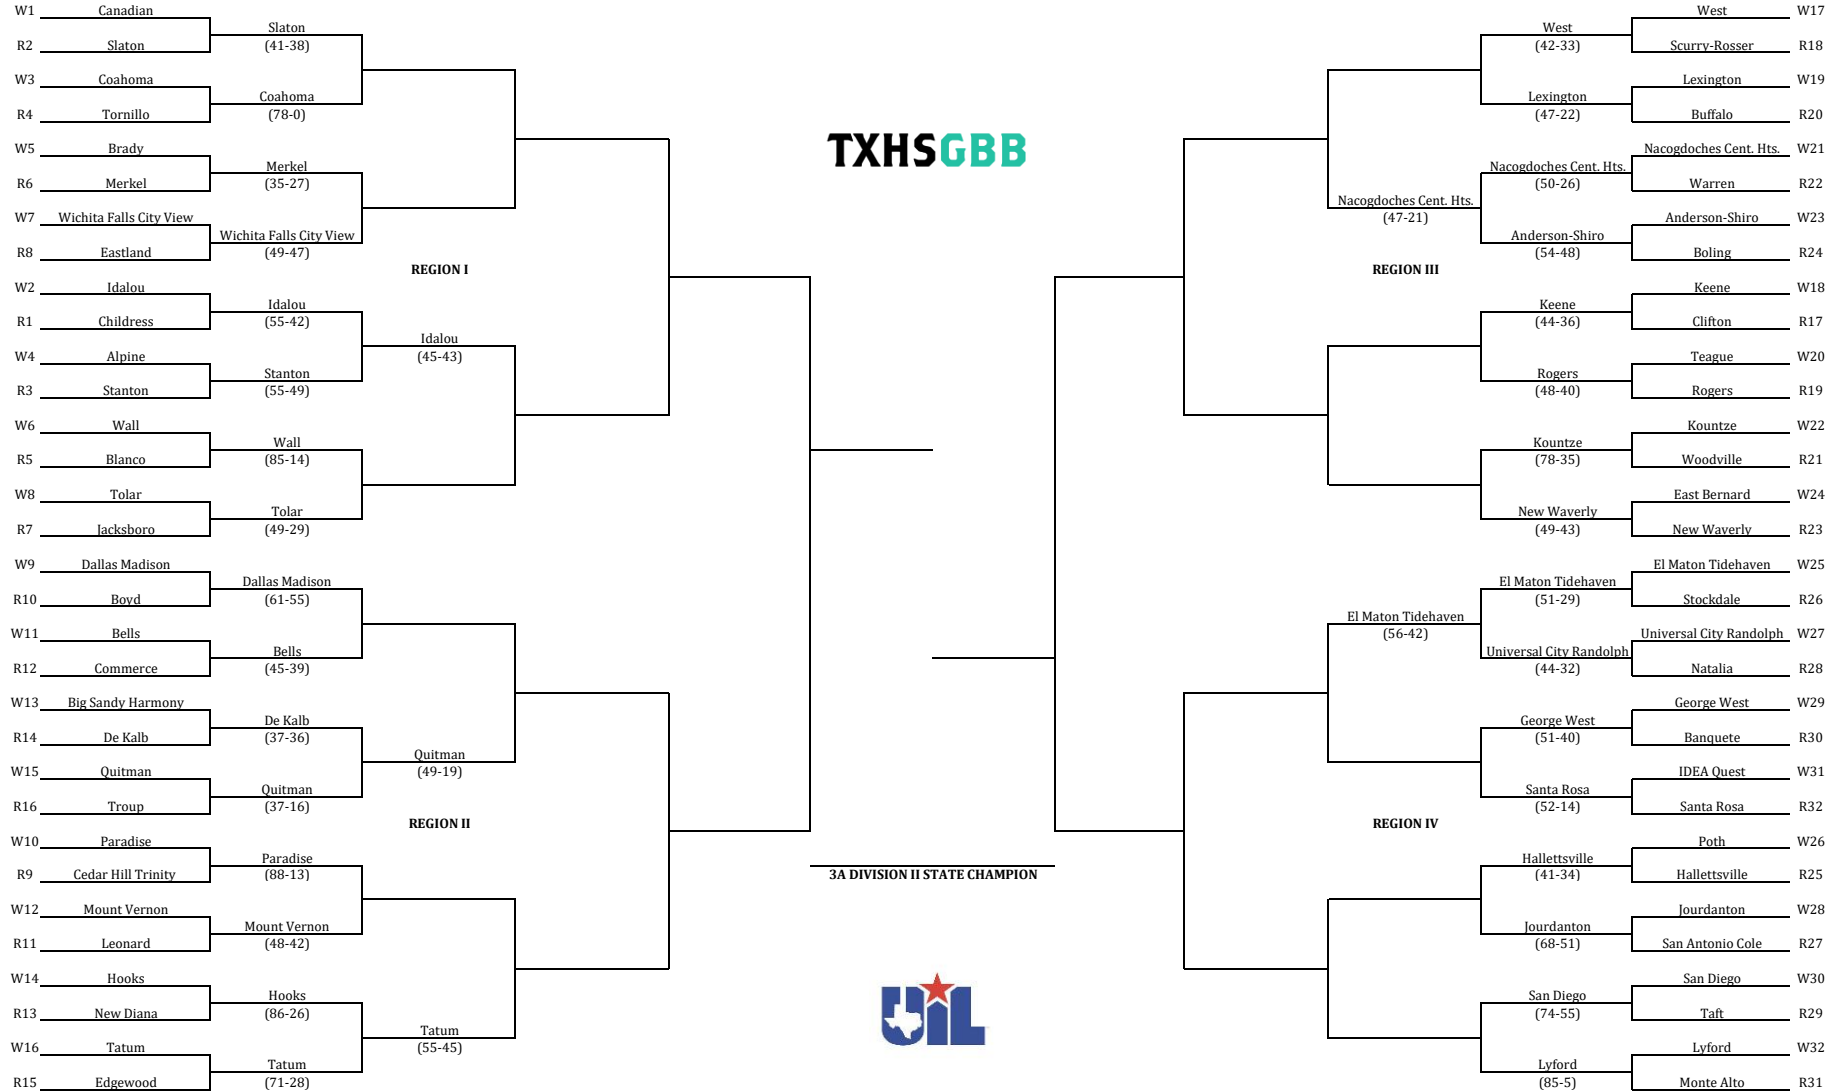 W1 Canadian
Slaton
(41-38)
R2 Slaton
W3 Coahoma
Coahoma
(78-0)
R4 Tornillo
W5 Brady
Merkel
(35-27)
R6 Merkel
W7 Wichita Falls City View
Wichita Falls City View
(49-47)
R8 Eastland
REGION I
W2 Idalou
Idalou
(55-42)
R1 Childress
Idalou
(45-43)
W4 Alpine
Stanton
(55-49)
R3 Stanton
W6 Wall
Wall
(85-14)
R5 Blanco
W8 Tolar
Tolar
(49-29)
R7 Jacksboro
W9 Dallas Madison
Dallas Madison
(61-55)
R10 Boyd
W11 Bells
Bells
(45-39)
R12 Commerce
W13 Big Sandy Harmony
De Kalb
(37-36)
R14 De Kalb
Quitman
(49-19)
W15 Quitman
Quitman
(37-16)
R16 Troup
REGION II
W10 Paradise
Paradise
(88-13)
R9 Cedar Hill Trinity
W12 Mount Vernon
Mount Vernon
(48-42)
R11 Leonard
W14 Hooks
Hooks
(86-26)
R13 New Diana
Tatum
(55-45)
W16 Tatum
Tatum
(71-28)
R15 Edgewood
TXHSGBB
3A DIVISION II STATE CHAMPION
UIL
West W17
West
(42-33)
Scurry-Rosser R18
Lexington W19
Lexington
(47-22)
Buffalo R20
Nacogdoches Cent. Hts. W21
Nacogdoches Cent. Hts.
(50-26)
Warren R22
Nacogdoches Cent. Hts.
(47-21)
Anderson-Shiro W23
Anderson-Shiro
(54-48)
Boling R24
REGION III
Keene W18
Keene
(44-36)
Clifton R17
Teague W20
Rogers
(48-40)
Rogers R19
Kountze W22
Kountze
(78-35)
Woodville R21
East Bernard W24
New Waverly
(49-43)
New Waverly R23
El Maton Tidehaven W25
El Maton Tidehaven
(51-29)
Stockdale R26
El Maton Tidehaven
(56-42)
Universal City Randolph W27
Universal City Randolph
(44-32)
Natalia R28
George West W29
George West
(51-40)
Banquete R30
IDEA Quest W31
Santa Rosa
(52-14)
Santa Rosa R32
REGION IV
Poth W26
Hallettsville
(41-34)
Hallettsville R25
Jourdanton W28
Jourdanton
(68-51)
San Antonio Cole R27
San Diego W30
San Diego
(74-55)
Taft R29
Lyford W32
Lyford
(85-5)
Monte Alto R31